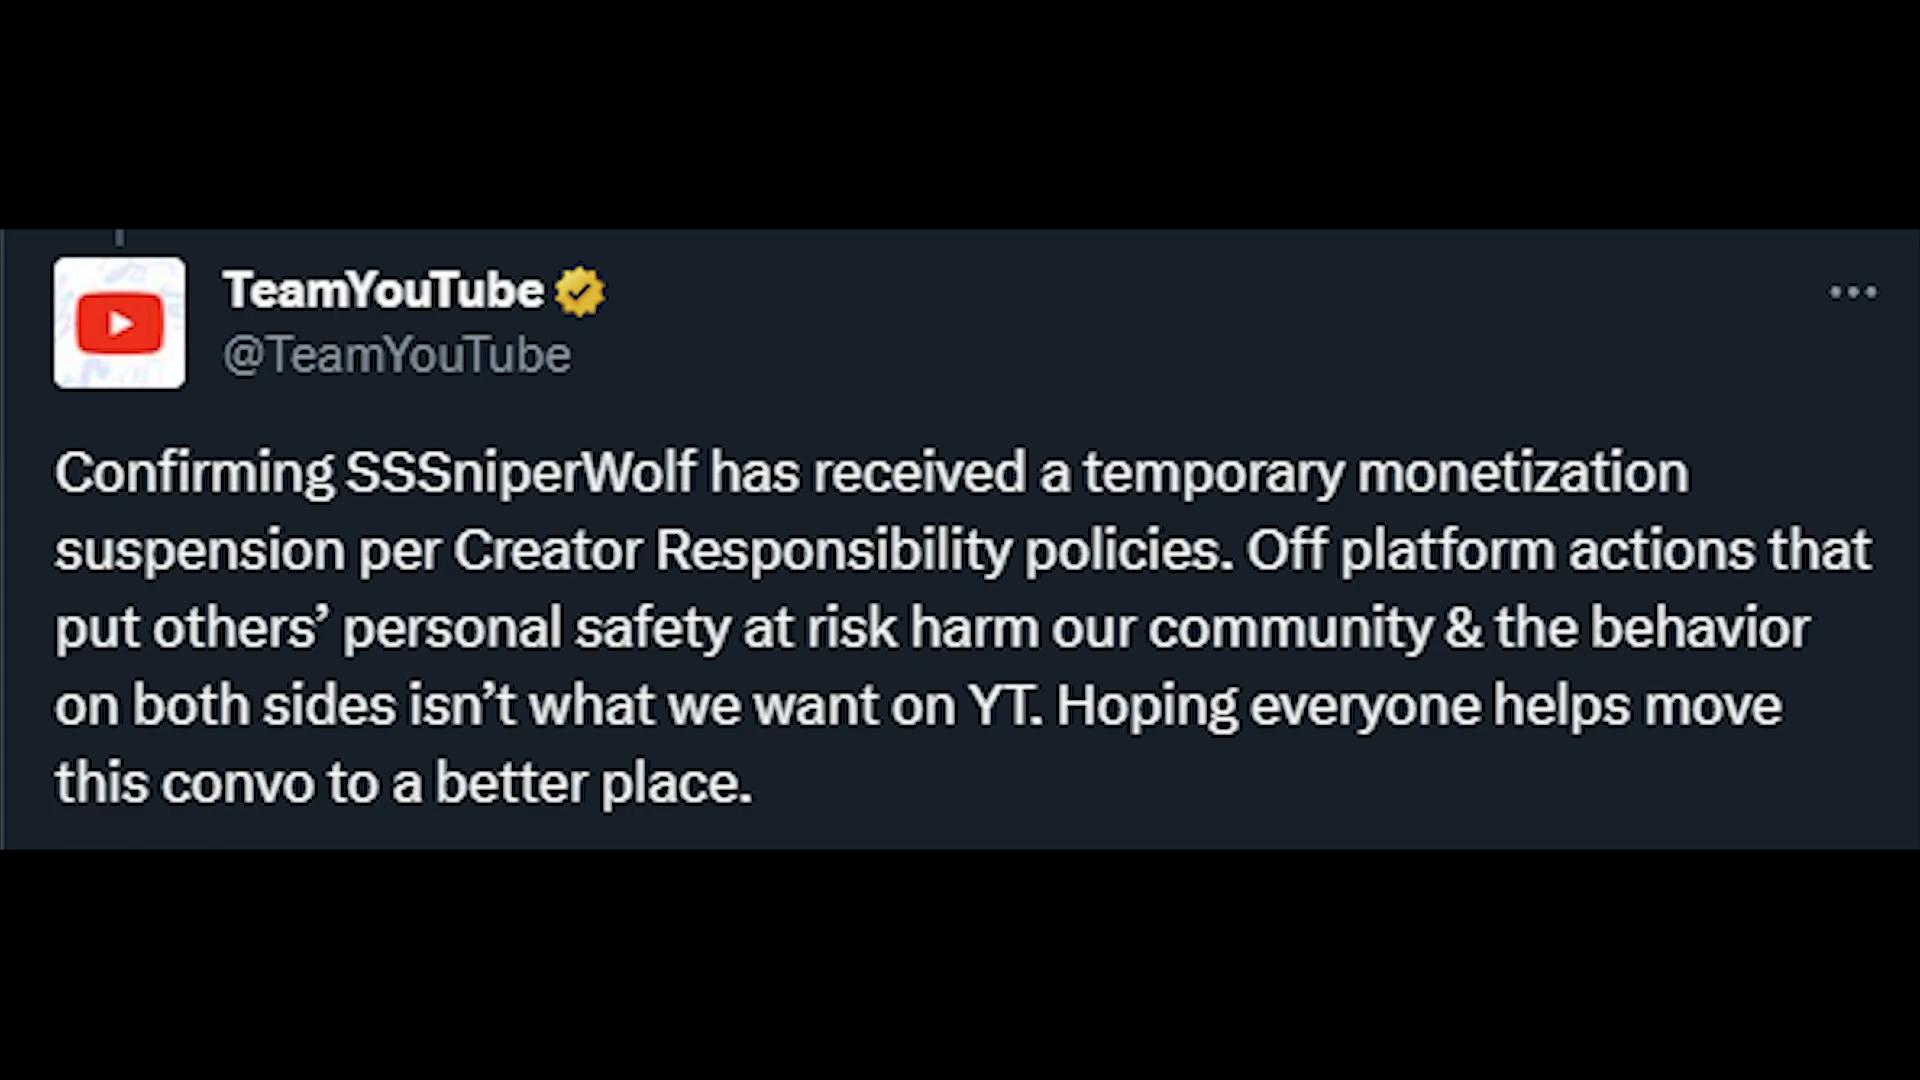 TeamYouTube
@TeamYouTube
Confirming SSSniperWolf has received a temporary monetization
suspension per Creator Responsibility policies. Off platform actions that
put others’ personal safety at risk harm our community & the behavior
on both sides isn’t what we want on YT. Hoping everyone helps move
this convo to a better place.